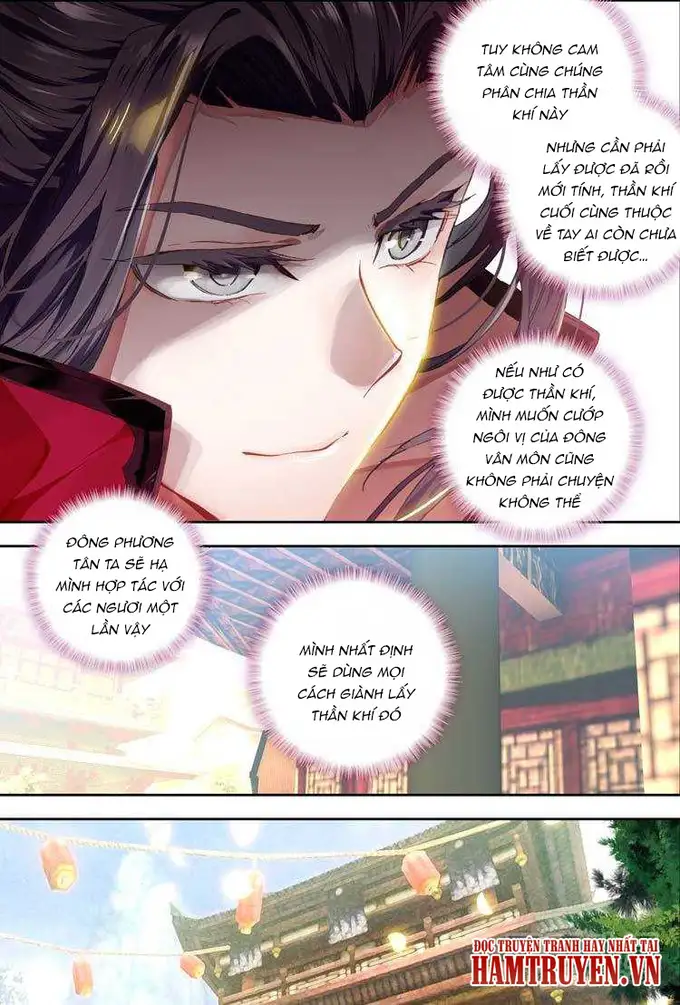 TUY KHÔNG CAM
TÂM CÙNG CHÚNG
PHÂN CHIA THẦN
KHÍ NÀY
NHƯNG CẦN PHẢI
LẤY ĐƯỢC ĐÃ RỒI
MỚI TÍNH, THẦN KHÍ
CUỐI CÙNG THUỘC
VỀ TAY AI CÒN CHƯA
BIẾT ĐƯỢC...
NẾU NHƯ CÓ
ĐƯỢC THẦN KHÍ,
MÌNH MUỐN CƯỚP
NGÔI VỊ CỦA ĐÔNG
VÂN MÔN CŨNG
KHÔNG PHẢI CHUYỆN
KHÔNG THỂ
ĐÔNG PHƯƠNG
TÂN TA SẼ HẠ
MÌNH HỢP TÁC VỚI
CÁC NGƯƠI MỘT
LẦN VẬY
MÌNH NHẤT ĐỊNH
SẼ DÙNG MỌI
CÁCH GIÀNH LẤY
THẦN KHÍ ĐÓ
ĐỌC TRUYỆN TRANH HAY NHẤT TẠI
HAMTRUYEN.VN